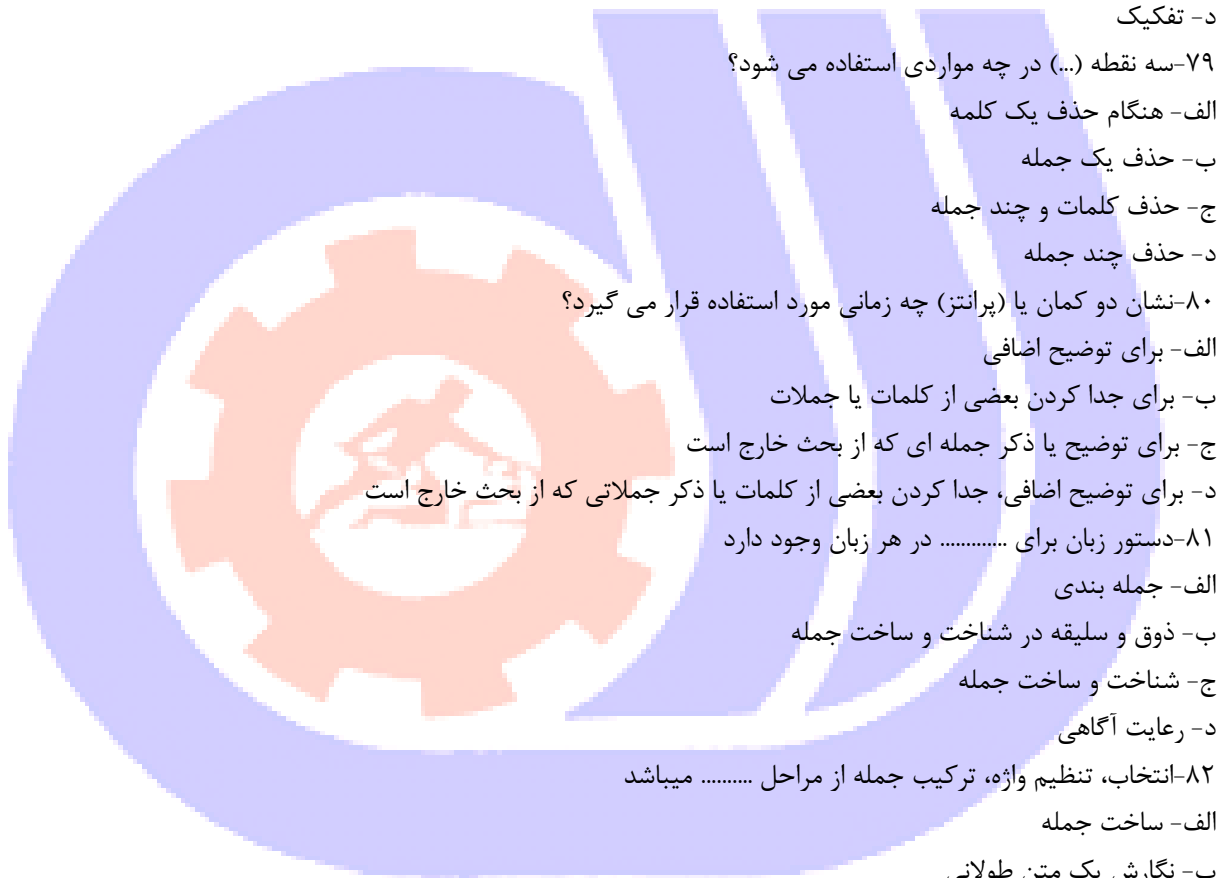 د- تفکیک
۷۹-سه نقطه (...) در چه مواردی استفاده می شود؟
الف- هنگام حذف یک کلمه
ب- حذف یک جمله
ج- حذف کلمات و چند جمله
د- حذف چند جمله
۸۰-نشان دو کمان یا (پرانتز) چه زمانی مورد استفاده قرار می گیرد؟
الف- برای توضیح اضافی
ب- برای جدا کردن بعضی از کلمات یا جملات
ج- برای توضیح یا ذکر جمله ای که از بحث خارج است
د- برای توضیح اضافی، جدا کردن بعضی از کلمات یا ذکر جملاتی که از بحث خارج است
۸۱-دستور زبان برای ............. در هر زبان وجود دارد
الف- جمله بندی
ب- ذوق و سلیقه در شناخت و ساخت جمله
ج- شناخت و ساخت جمله
د- رعایت آگاهی
۸۲-انتخاب، تنظیم واژه، ترکیب جمله از مراحل .......... میباشد
الف- ساخت جمله
ب- نگارش یک متن طولانی